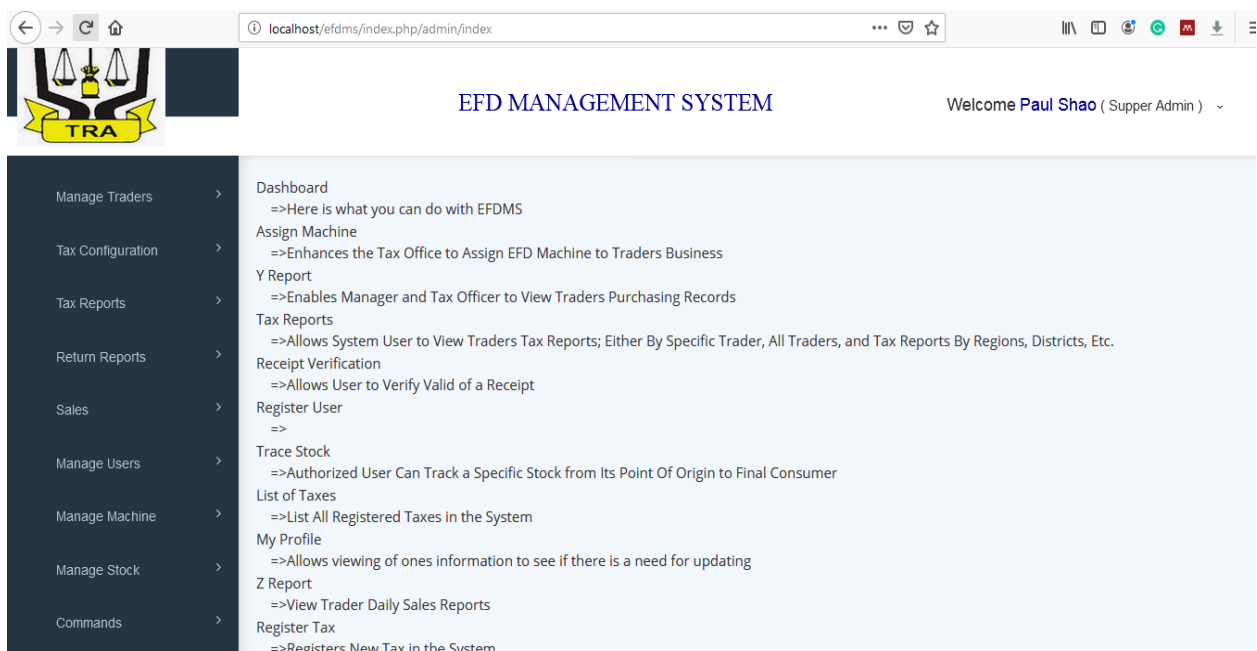 localhost/efdms/index.php/admin/index
TRA
EFD MANAGEMENT SYSTEM
Welcome Paul Shao ( Supper Admin )
Manage Traders
Tax Configuration
Tax Reports
Return Reports
Sales
Manage Users
Manage Machine
Manage Stock
Commands
Dashboard
=>Here is what you can do with EFDMS
Assign Machine
=>Enhances the Tax Office to Assign EFD Machine to Traders Business
Y Report
=>Enables Manager and Tax Officer to View Traders Purchasing Records
Tax Reports
=>Allows System User to View Traders Tax Reports; Either By Specific Trader, All Traders, and Tax Reports By Regions, Districts, Etc.
Receipt Verification
=>Allows User to Verify Valid of a Receipt
Register User
=>
Trace Stock
=>Authorized User Can Track a Specific Stock from Its Point Of Origin to Final Consumer
List of Taxes
=>List All Registered Taxes in the System
My Profile
=>Allows viewing of ones information to see if there is a need for updating
Z Report
=>View Trader Daily Sales Reports
Register Tax
=>Registers New Tax in the System